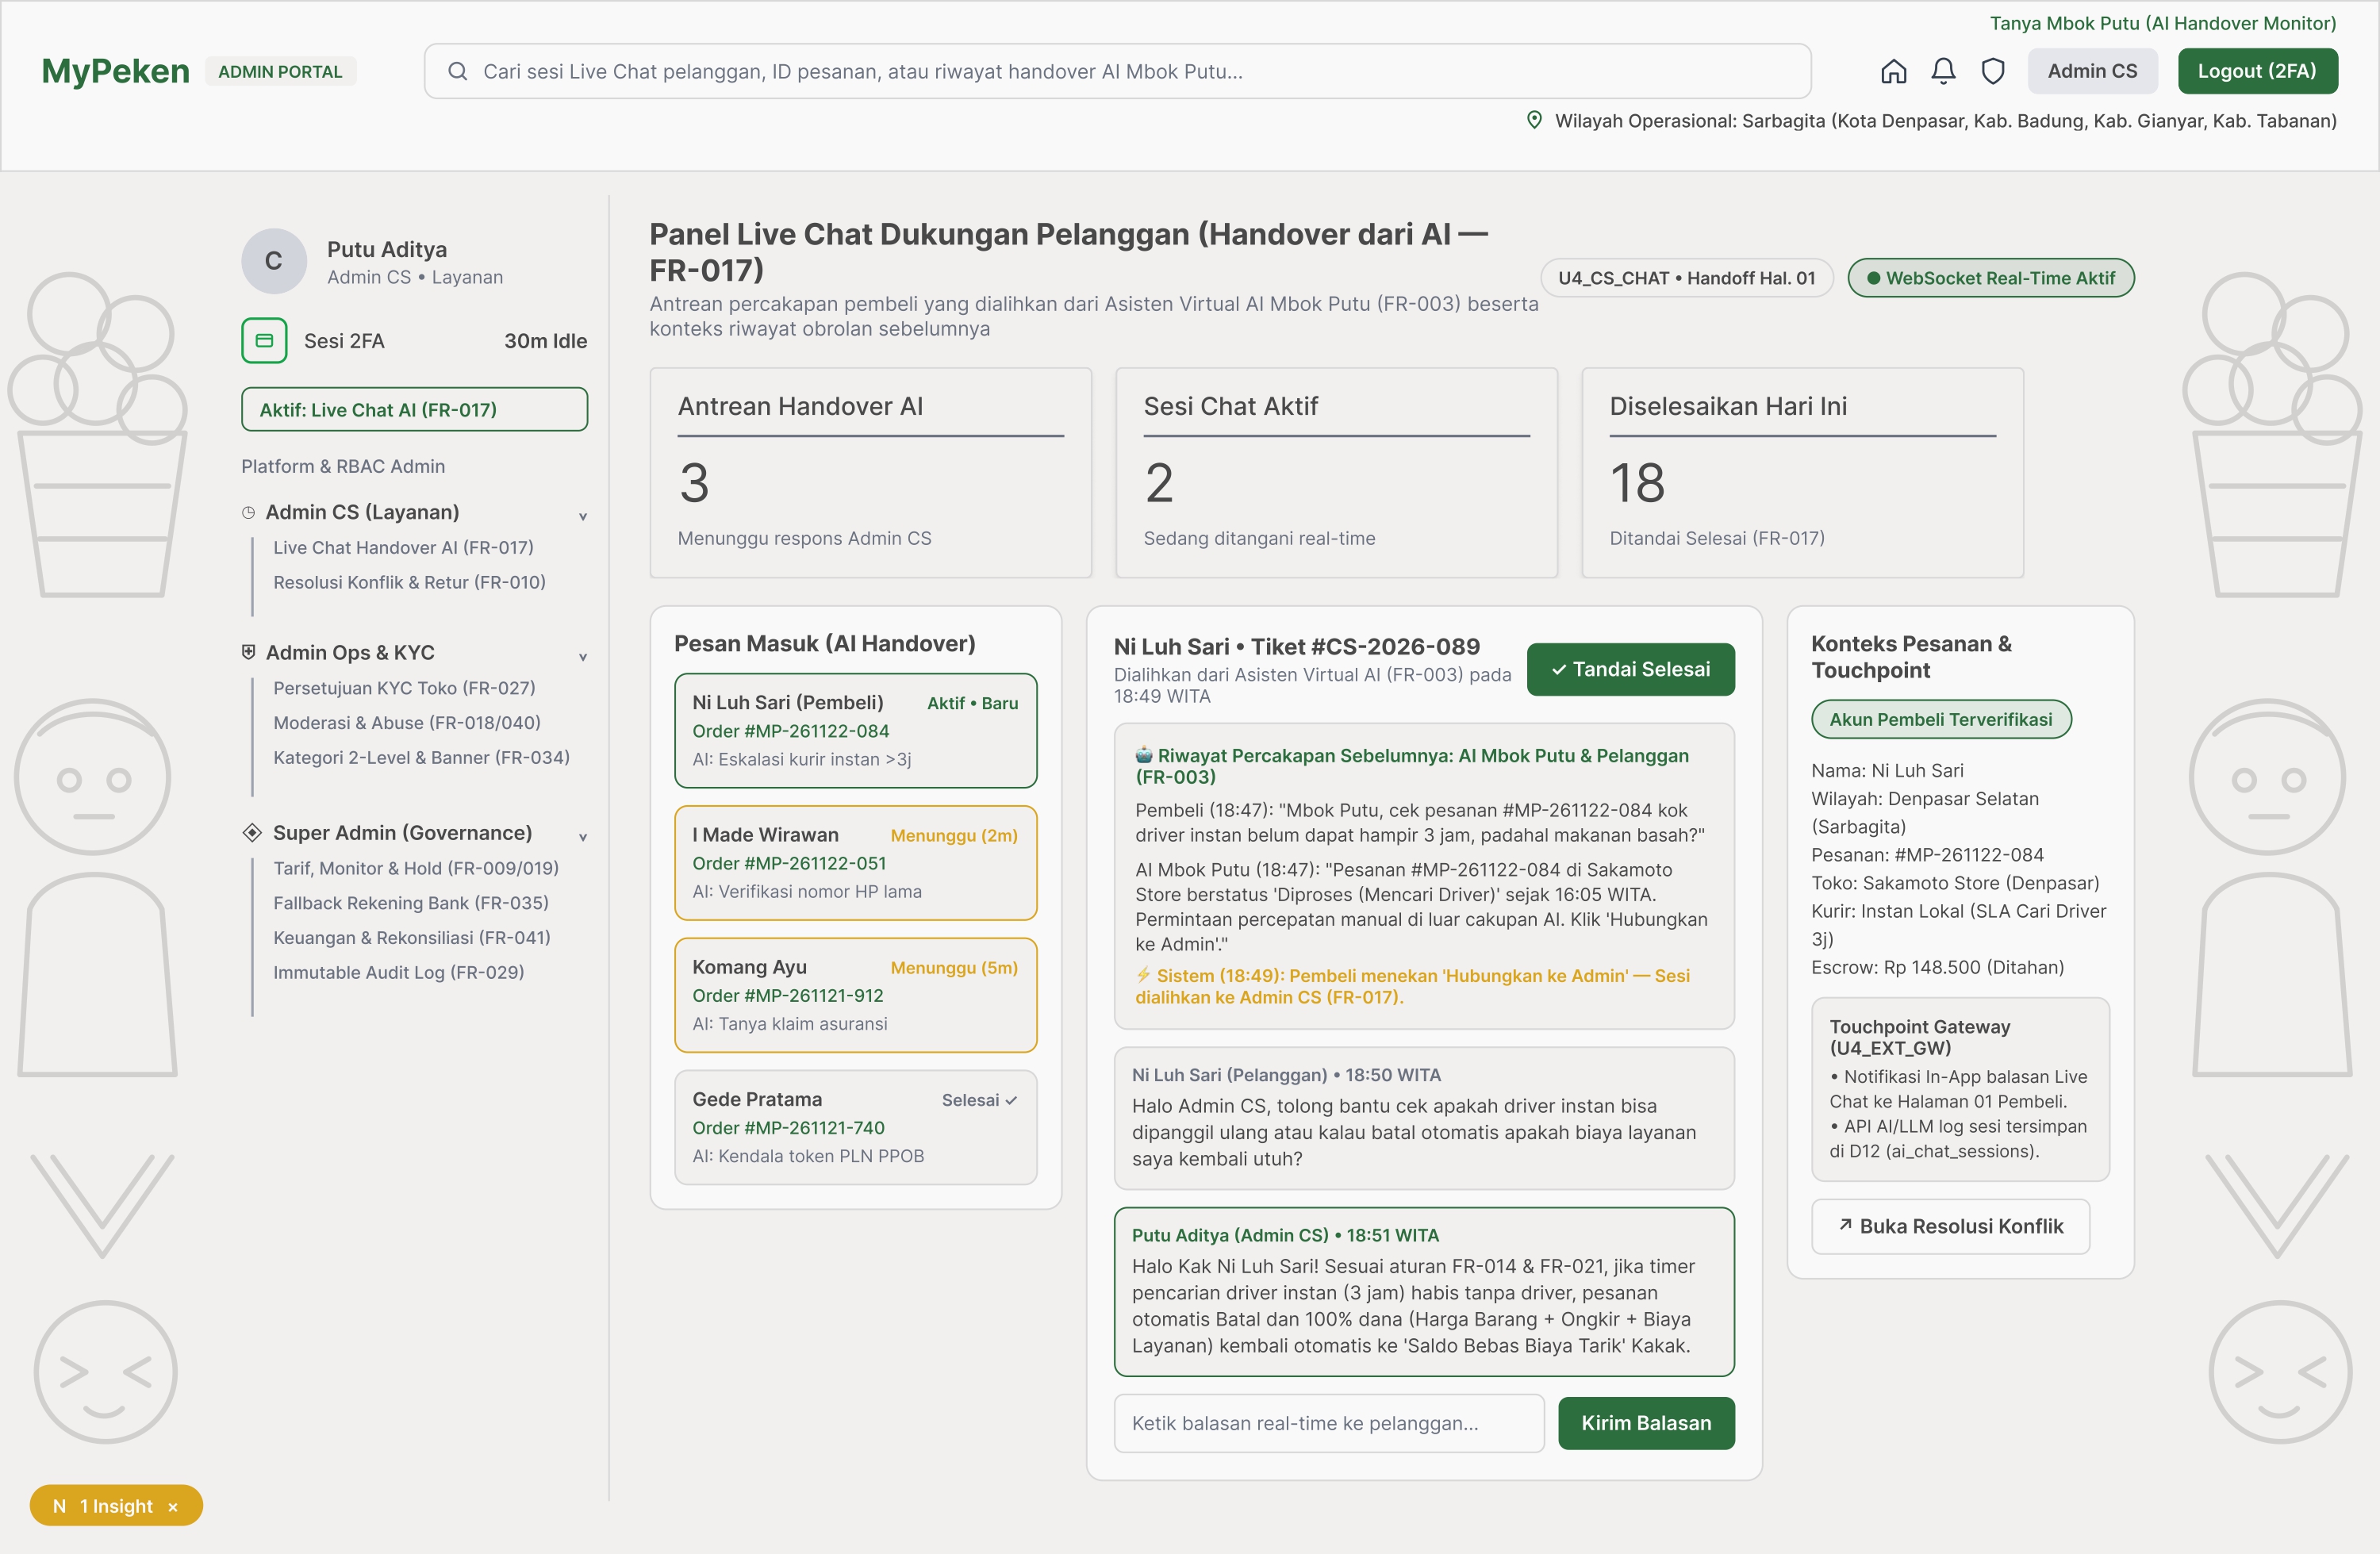 Tanya Mbok Putu (AI Handover Monitor)
MyPeken
ADMIN PORTAL
Cari sesi Live Chat pelanggan, ID pesanan, atau riwayat handover AI Mbok Putu...
Admin CS
Logout (2FA)
Wilayah Operasional: Sarbagita (Kota Denpasar, Kab. Badung, Kab. Gianyar, Kab. Tabanan)
C
Putu Aditya
Admin CS • Layanan
Sesi 2FA
30m Idle
Aktif: Live Chat AI (FR-017)
Platform & RBAC Admin
Admin CS (Layanan)
Live Chat Handover AI (FR-017)
Resolusi Konflik & Retur (FR-010)
Admin Ops & KYC
Persetujuan KYC Toko (FR-027)
Moderasi & Abuse (FR-018/040)
Kategori 2-Level & Banner (FR-034)
Super Admin (Governance)
Tarif, Monitor & Hold (FR-009/019)
Fallback Rekening Bank (FR-035)
Keuangan & Rekonsiliasi (FR-041)
Immutable Audit Log (FR-029)
Panel Live Chat Dukungan Pelanggan (Handover dari AI —
FR-017)
Antrean percakapan pembeli yang dialihkan dari Asisten Virtual AI Mbok Putu (FR-003) beserta
konteks riwayat obrolan sebelumnya
U4_CS_CHAT • Handoff Hal. 01
● WebSocket Real-Time Aktif
Antrean Handover AI
3
Menunggu respons Admin CS
Sesi Chat Aktif
2
Sedang ditangani real-time
Diselesaikan Hari Ini
18
Ditandai Selesai (FR-017)
Pesan Masuk (AI Handover)
Ni Luh Sari (Pembeli)
Aktif • Baru
Order #MP-261122-084
AI: Eskalasi kurir instan >3j
I Made Wirawan
Menunggu (2m)
Order #MP-261122-051
AI: Verifikasi nomor HP lama
Komang Ayu
Menunggu (5m)
Order #MP-261121-912
AI: Tanya klaim asuransi
Gede Pratama
Selesai ✓
Order #MP-261121-740
AI: Kendala token PLN PPOB
Ni Luh Sari • Tiket #CS-2026-089
Dialihkan dari Asisten Virtual AI (FR-003) pada
18:49 WITA
✓ Tandai Selesai
🤖 Riwayat Percakapan Sebelumnya: AI Mbok Putu & Pelanggan
(FR-003)
Pembeli (18:47): "Mbok Putu, cek pesanan #MP-261122-084 kok
driver instan belum dapat hampir 3 jam, padahal makanan basah?"
AI Mbok Putu (18:47): "Pesanan #MP-261122-084 di Sakamoto
Store berstatus 'Diproses (Mencari Driver)' sejak 16:05 WITA.
Permintaan percepatan manual di luar cakupan AI. Klik 'Hubungkan
ke Admin'."
⚡ Sistem (18:49): Pembeli menekan 'Hubungkan ke Admin' — Sesi
dialihkan ke Admin CS (FR-017).
Ni Luh Sari (Pelanggan) • 18:50 WITA
Halo Admin CS, tolong bantu cek apakah driver instan bisa
dipanggil ulang atau kalau batal otomatis apakah biaya layanan
saya kembali utuh?
Putu Aditya (Admin CS) • 18:51 WITA
Halo Kak Ni Luh Sari! Sesuai aturan FR-014 & FR-021, jika timer
pencarian driver instan (3 jam) habis tanpa driver, pesanan
otomatis Batal dan 100% dana (Harga Barang + Ongkir + Biaya
Layanan) kembali otomatis ke 'Saldo Bebas Biaya Tarik' Kakak.
Ketik balasan real-time ke pelanggan...
Kirim Balasan
Konteks Pesanan &
Touchpoint
Akun Pembeli Terverifikasi
Nama: Ni Luh Sari
Wilayah: Denpasar Selatan
(Sarbagita)
Pesanan: #MP-261122-084
Toko: Sakamoto Store (Denpasar)
Kurir: Instan Lokal (SLA Cari Driver
3j)
Escrow: Rp 148.500 (Ditahan)
Touchpoint Gateway
(U4_EXT_GW)
• Notifikasi In-App balasan Live
Chat ke Halaman 01 Pembeli.
• API AI/LLM log sesi tersimpan
di D12 (ai_chat_sessions).
↗ Buka Resolusi Konflik
N 1 Insight ×